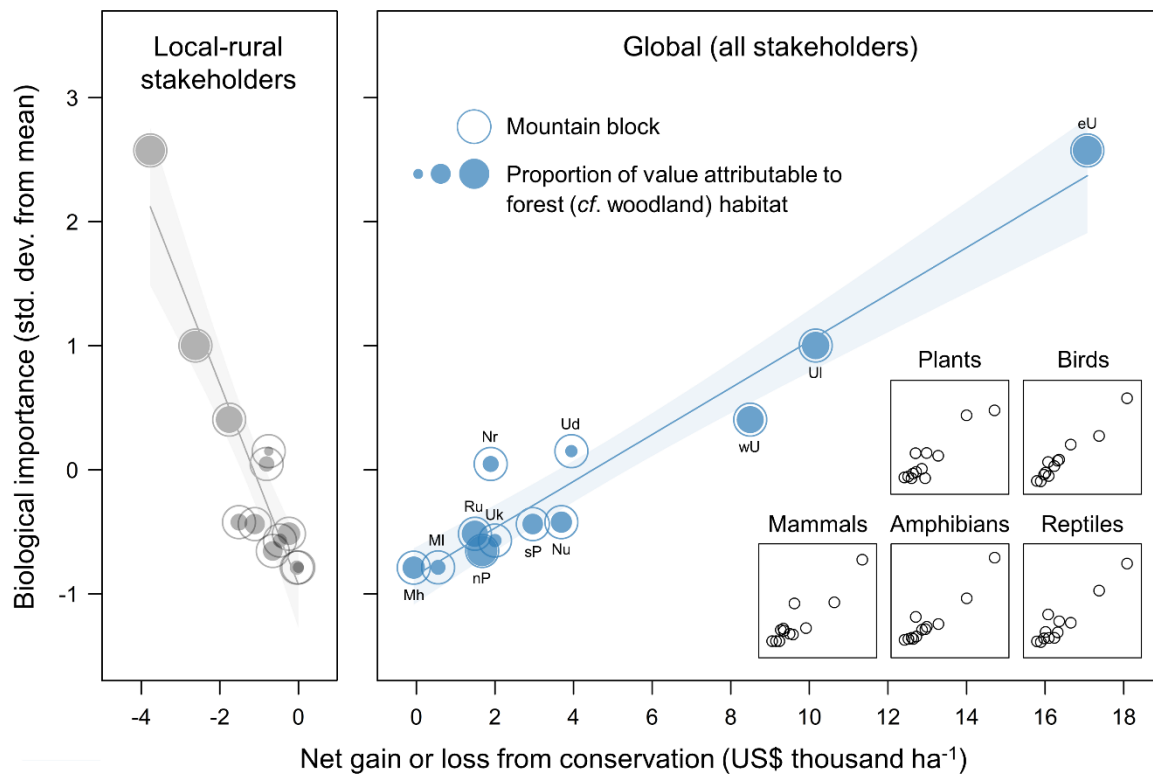 Local-rural
stakeholders
Global (all stakeholders)
Mountain block
Proportion of value attributable to
forest (cf. woodland) habitat
Biological importance (std. dev. from mean)
3
2
1
0
-1
eU
Ul
wU
Ud
Nr
Ru
Uk
sP
Nu
nP
Ml
Mh
Plants
Birds
Mammals
Amphibians
Reptiles
-4
-2
0
0
2
4
6
8
10
12
14
16
18
Net gain or loss from conservation (US$ thousand ha⁻¹)